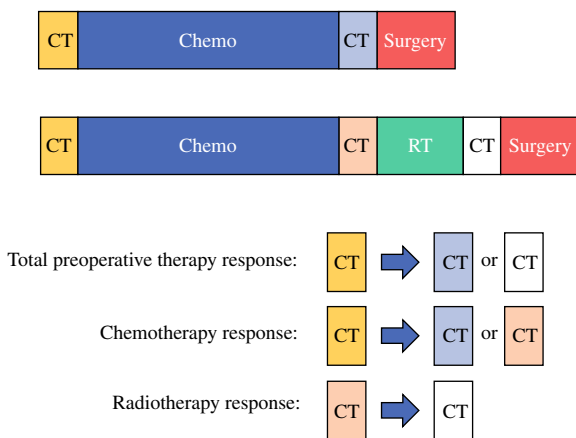 CT Chemo CT Surgery
CT Chemo CT RT CT Surgery
Total preoperative therapy response: CT CT or CT
Chemotherapy response: CT CT or CT
Radiotherapy response: CT CT